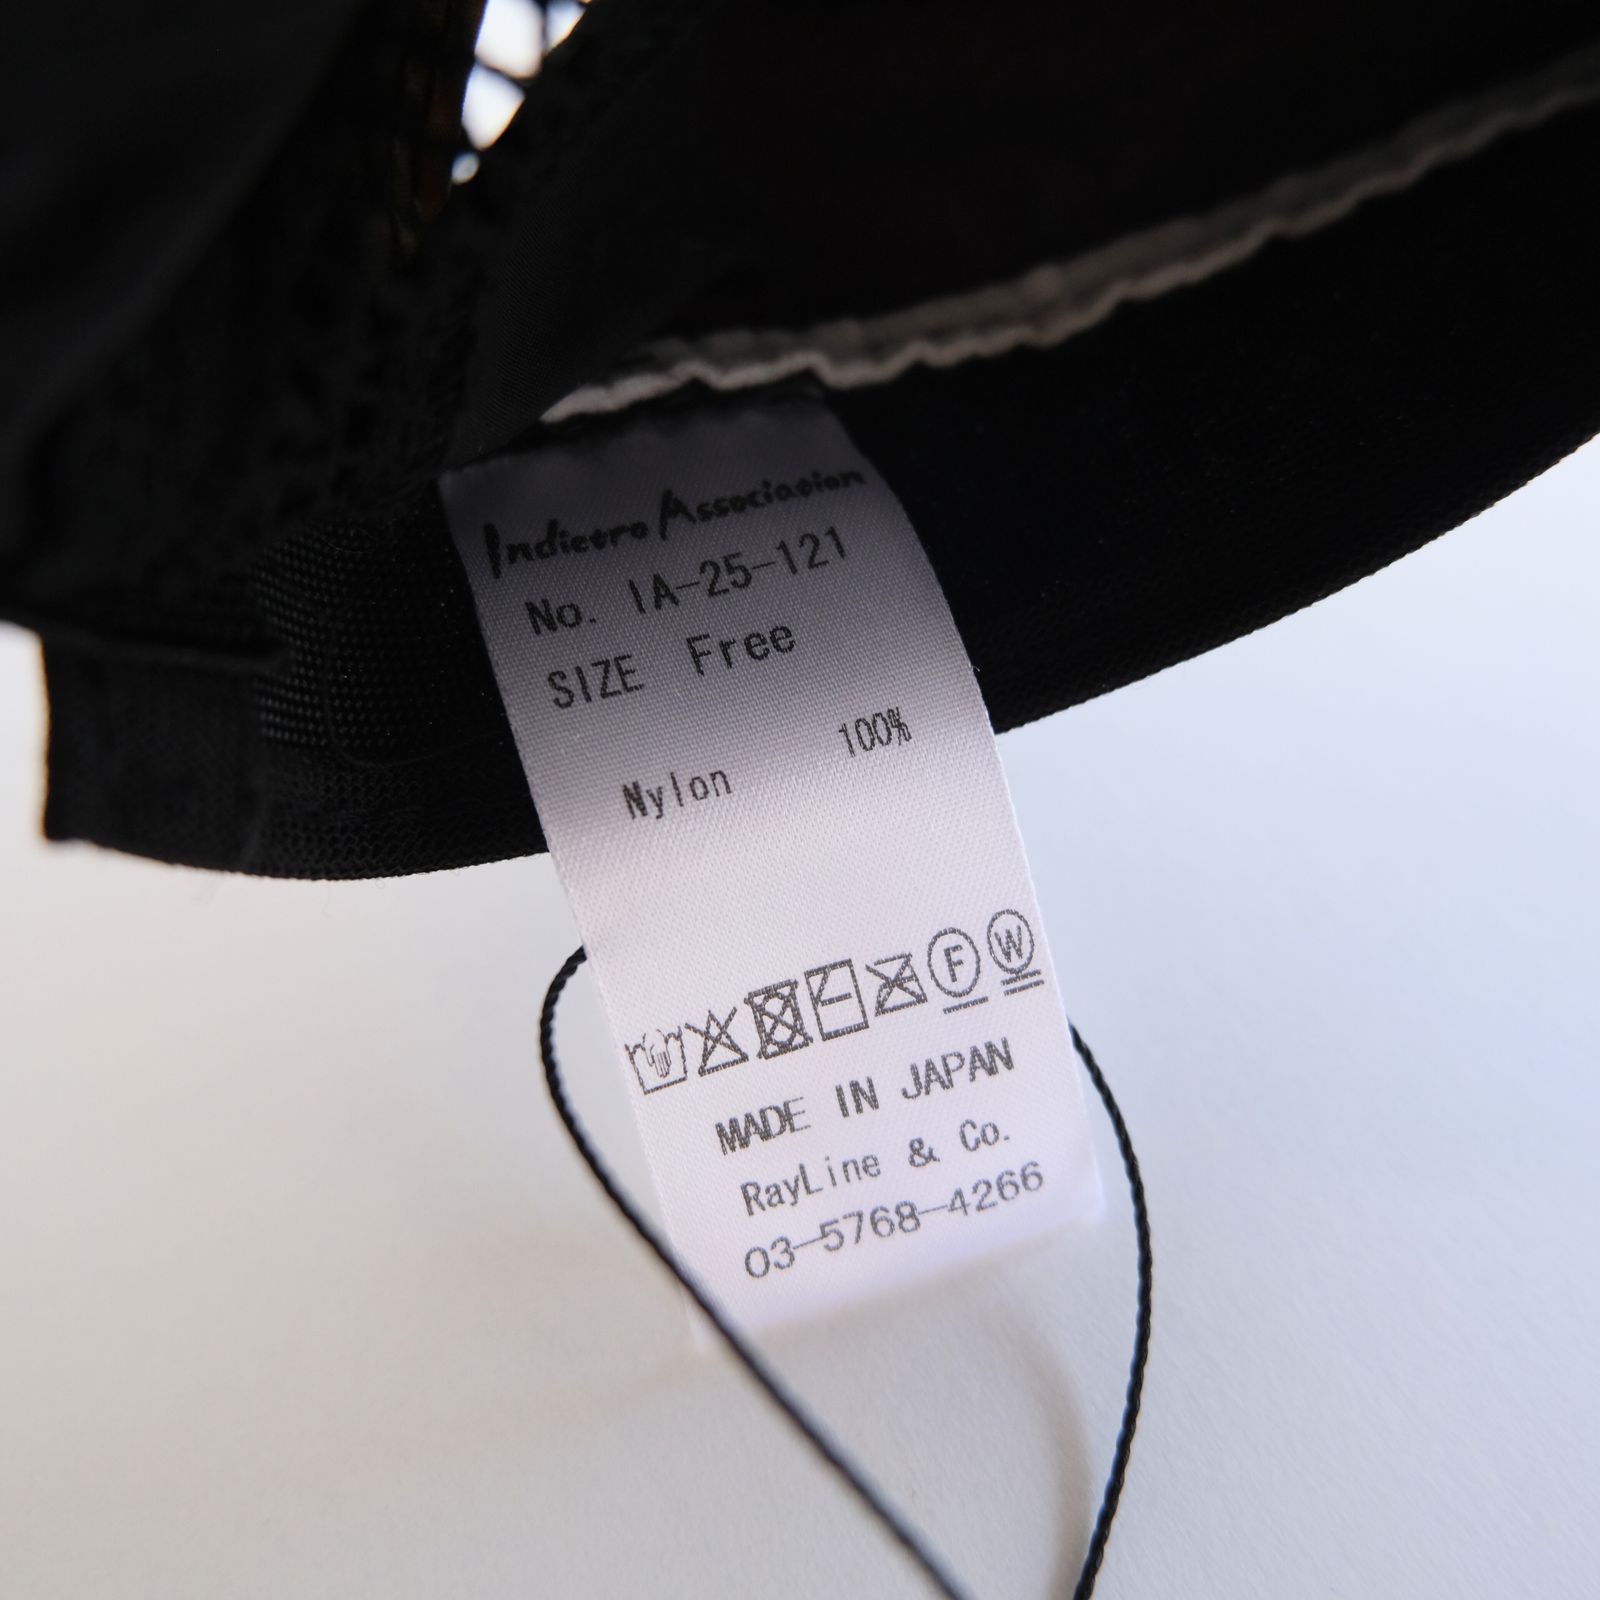 Indietro Association
No. IA-25-121
SIZE Free
Nylon 100%
F W
MADE IN JAPAN
RayLine & Co.
03-5768-4266